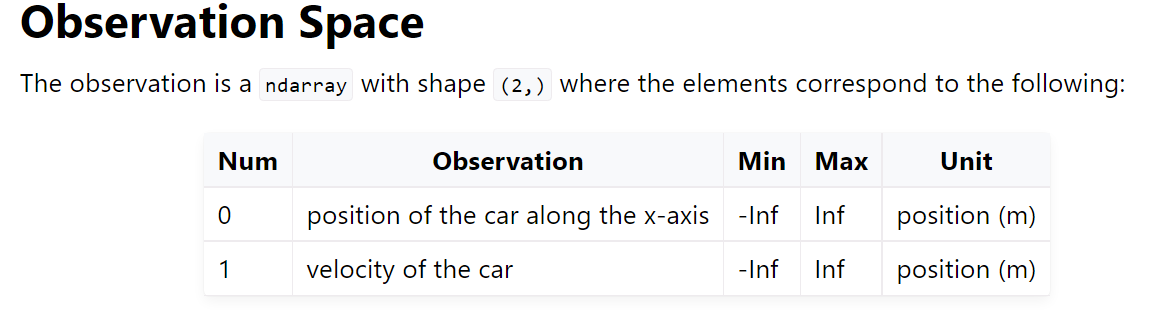 Observation Space
The observation is a ndarray with shape (2,) where the elements correspond to the following:
Num Observation Min Max Unit
0 position of the car along the x-axis -Inf Inf position (m)
1 velocity of the car -Inf Inf position (m)